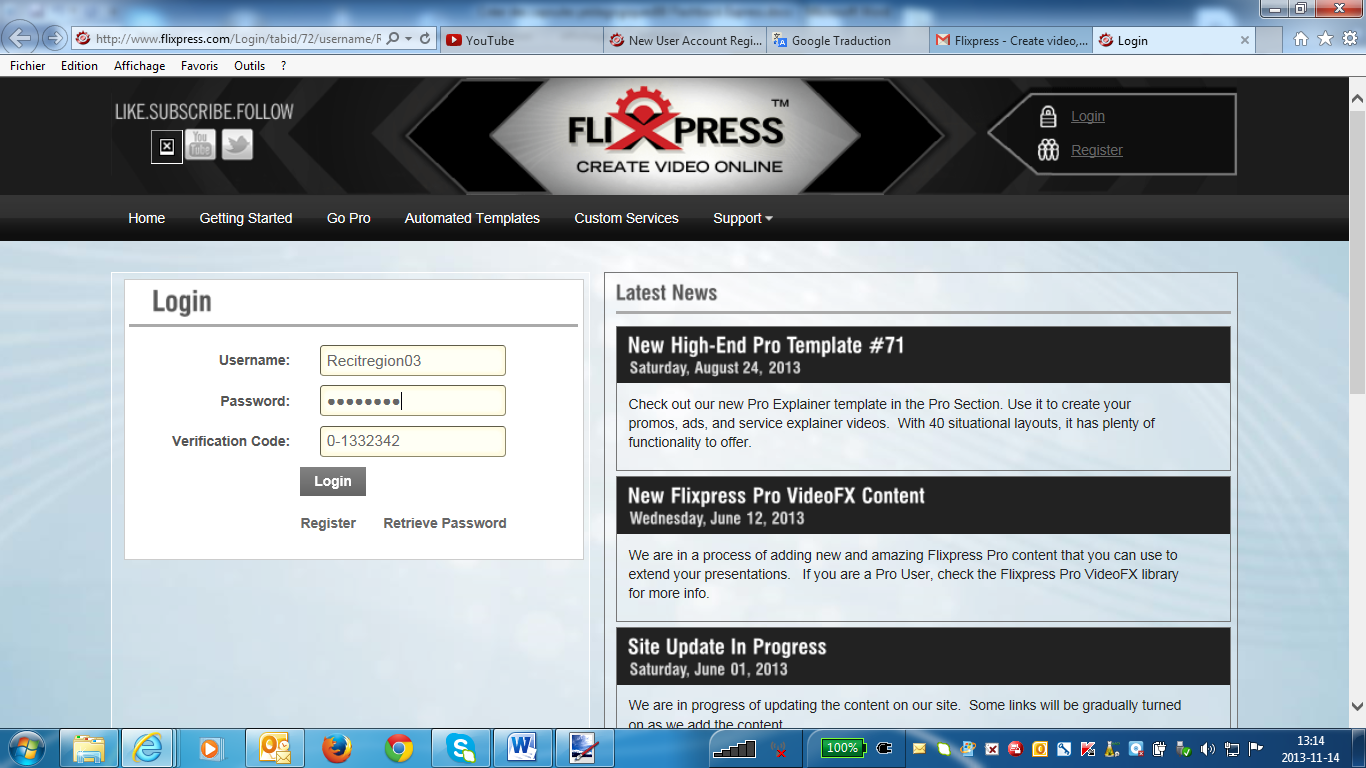 http://www.flixpress.com/Login/tabid/72/username/R
YouTube
New User Account Regi...
Google Traduction
Flixpress - Create video,...
Login
Fichier Edition Affichage Favoris Outils ?
LIKE.SUBSCRIBE.FOLLOW
You Tube
FLIXPRESS TM
CREATE VIDEO ONLINE
Login
Register
Home Getting Started Go Pro Automated Templates Custom Services Support
Login
Username: Recitregion03
Password: ••••••••
Verification Code: 0-1332342
Login
Register Retrieve Password
Latest News
New High-End Pro Template #71
Saturday, August 24, 2013
Check out our new Pro Explainer template in the Pro Section. Use it to create your
promos, ads, and service explainer videos. With 40 situational layouts, it has plenty of
functionality to offer.
New Flixpress Pro VideoFX Content
Wednesday, June 12, 2013
We are in a process of adding new and amazing Flixpress Pro content that you can use to
extend your presentations. If you are a Pro User, check the Flixpress Pro VideoFX library
for more info.
Site Update In Progress
Saturday, June 01, 2013
We are in progress of updating the content on our site. Some links will be gradually turned
on as we add the content
100%
13:14
2013-11-14